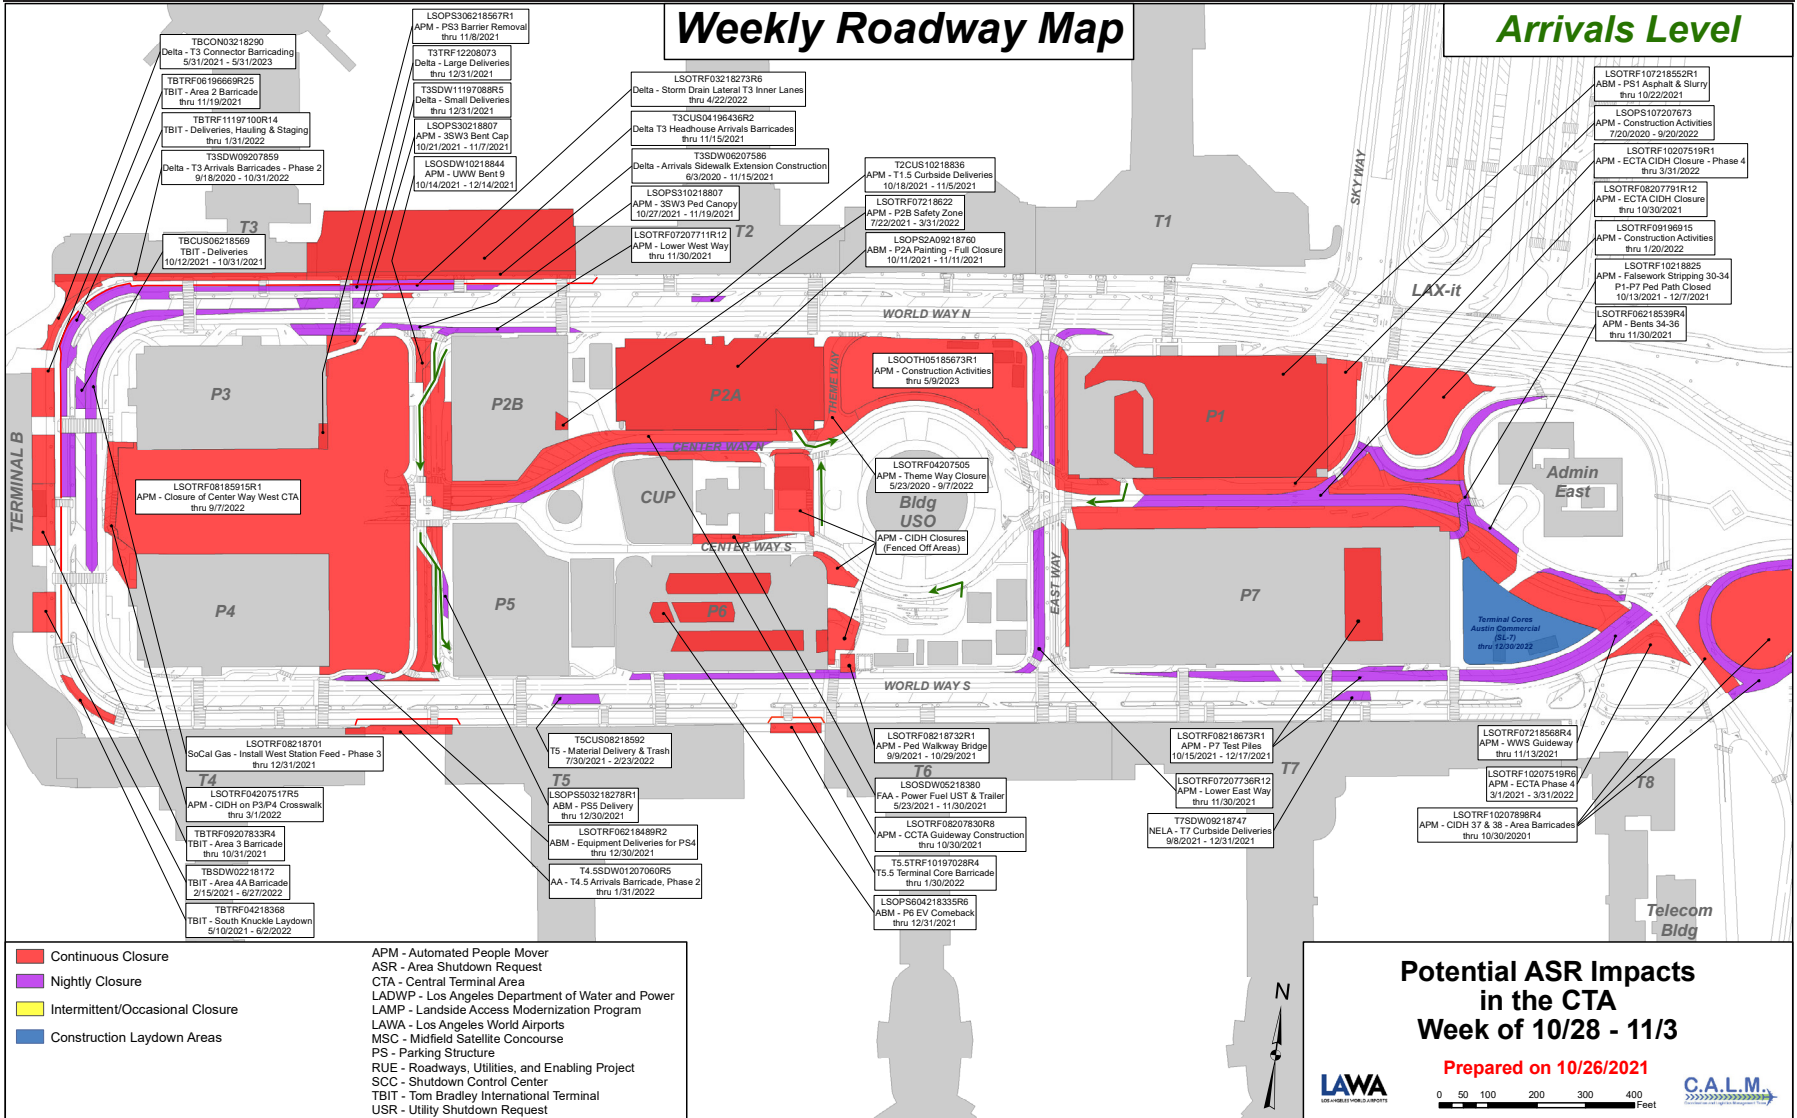 Weekly Roadway Map
Arrivals Level
TBCON03218290
Delta - T3 Connector Barricading
5/31/2021 - 5/31/2023
TBTRF06196669R25
TBIT - Area 2 Barricade
thru 11/19/2021
TBTRF11197100R14
TBIT - Deliveries, Hauling & Staging
thru 1/31/2022
T3SDW09207859
Delta - T3 Arrivals Barricades - Phase 2
9/18/2020 - 10/31/2022
TBCUS06218569
TBIT - Deliveries
10/12/2021 - 10/31/2021
LSOPS306218567R1
APM - PS3 Barrier Removal
thru 11/8/2021
T3TRF12208073
Delta - Large Deliveries
thru 12/31/2021
T3SDW11197088R5
Delta - Small Deliveries
thru 12/31/2021
LSOPS30218807
APM - 3SW3 Bent Cap
10/21/2021 - 11/7/2021
LSOSDW10218844
APM - UWW Bent 9
10/14/2021 - 12/14/2021
LSOTRF03218273R6
Delta - Storm Drain Lateral T3 Inner Lanes
thru 4/22/2022
T3CUS04196436R2
Delta T3 Headhouse Arrivals Barricades
thru 11/15/2021
T3SDW06207586
Delta - Arrivals Sidewalk Extension Construction
6/3/2020 - 11/15/2021
LSOPS310218807
APM - 3SW3 Ped Canopy
10/27/2021 - 11/19/2021
LSOTRF07207711R12
APM - Lower West Way
thru 11/30/2021
T2CUS10218836
APM - T1.5 Curbside Deliveries
10/18/2021 - 11/5/2021
LSOTRF07218622
APM - P2B Safety Zone
7/22/2021 - 3/31/2022
LSOPS2A09218760
ABM - P2A Painting - Full Closure
10/11/2021 - 11/11/2021
LSOTRF107218552R1
ABM - PS1 Asphalt & Slurry
thru 10/22/2021
LSOPS107207673
APM - Construction Activities
7/20/2020 - 9/20/2022
LSOTRF10207519R1
APM - ECTA CIDH Closure - Phase 4
thru 3/31/2022
LSOTRF08207791R12
APM - ECTA CIDH Closure
thru 10/30/2021
LSOTRF09196915
APM - Construction Activities
thru 1/20/2022
LSOTRF10218825
APM - Falsework Stripping 30-34
P1-P7 Ped Path Closed
10/13/2021 - 12/7/2021
LSOTRF06218539R4
APM - Bents 34-36
thru 11/30/2021
T3
T2
T1
SKY WAY
LAX-it
WORLD WAY N
TERMINAL B
P3
P2B
P2A
THEME WAY
LSOOTH05185673R1
APM - Construction Activities
thru 5/9/2023
P1
CENTER WAY N
LSOTRF08185915R1
APM - Closure of Center Way West CTA
thru 9/7/2022
LSOTRF04207505
APM - Theme Way Closure
5/23/2020 - 9/7/2022
Admin
East
CUP
Bldg
USO
APM - CIDH Closures
(Fenced Off Areas)
CENTER WAY S
EAST WAY
P4
P5
P6
P7
Terminal Cores
Austin Commercial
(SL-7)
thru 12/30/2022
WORLD WAY S
T4
T5
T6
T7
T8
LSOTRF08218701
SoCal Gas - Install West Station Feed - Phase 3
thru 12/31/2021
LSOTRF04207517R5
APM - CIDH on P3/P4 Crosswalk
thru 3/1/2022
TBTRF09207833R4
TBIT - Area 3 Barricade
thru 10/31/2021
TBSDW02218172
TBIT - Area 4A Barricade
2/15/2021 - 6/27/2022
TBTRF04218368
TBIT - South Knuckle Laydown
5/10/2021 - 6/2/2022
T5CUS08218592
T5 - Material Delivery & Trash
7/30/2021 - 2/23/2022
LSOPS503218278R1
ABM - PS5 Delivery
thru 12/30/2021
LSOTRF06218489R2
ABM - Equipment Deliveries for PS4
thru 12/30/2021
T4.5SDW01207060R5
AA - T4.5 Arrivals Barricade, Phase 2
thru 1/31/2022
LSOTRF08218732R1
APM - Ped Walkway Bridge
9/9/2021 - 10/29/2021
LSOSDW05218380
FAA - Power Fuel UST & Trailer
5/23/2021 - 11/30/2021
LSOTRF08207830R8
APM - CCTA Guideway Construction
thru 10/30/2021
T5.5TRF10197028R4
T5.5 Terminal Core Barricade
thru 1/30/2022
LSOPS604218335R6
ABM - P6 EV Comeback
thru 12/31/2021
LSOTRF08218673R1
APM - P7 Test Piles
10/15/2021 - 12/17/2021
LSOTRF07207736R12
APM - Lower East Way
thru 11/30/2021
T7SDW09218747
NELA - T7 Curbside Deliveries
9/8/2021 - 12/31/2021
LSOTRF07218568R4
APM - WWS Guideway
thru 11/13/2021
LSOTRF10207519R6
APM - ECTA Phase 4
3/1/2021 - 3/31/2022
LSOTRF10207898R4
APM - CIDH 37 & 38 - Area Barricades
thru 10/30/20201
Telecom
Bldg
Continuous Closure
Nightly Closure
Intermittent/Occasional Closure
Construction Laydown Areas
APM - Automated People Mover
ASR - Area Shutdown Request
CTA - Central Terminal Area
LADWP - Los Angeles Department of Water and Power
LAMP - Landside Access Modernization Program
LAWA - Los Angeles World Airports
MSC - Midfield Satellite Concourse
PS - Parking Structure
RUE - Roadways, Utilities, and Enabling Project
SCC - Shutdown Control Center
TBIT - Tom Bradley International Terminal
USR - Utility Shutdown Request
N
Potential ASR Impacts
in the CTA
Week of 10/28 - 11/3
Prepared on 10/26/2021
LAWA
LOS ANGELES WORLD AIRPORTS
0 50 100 200 300 400
Feet
C.A.L.M.